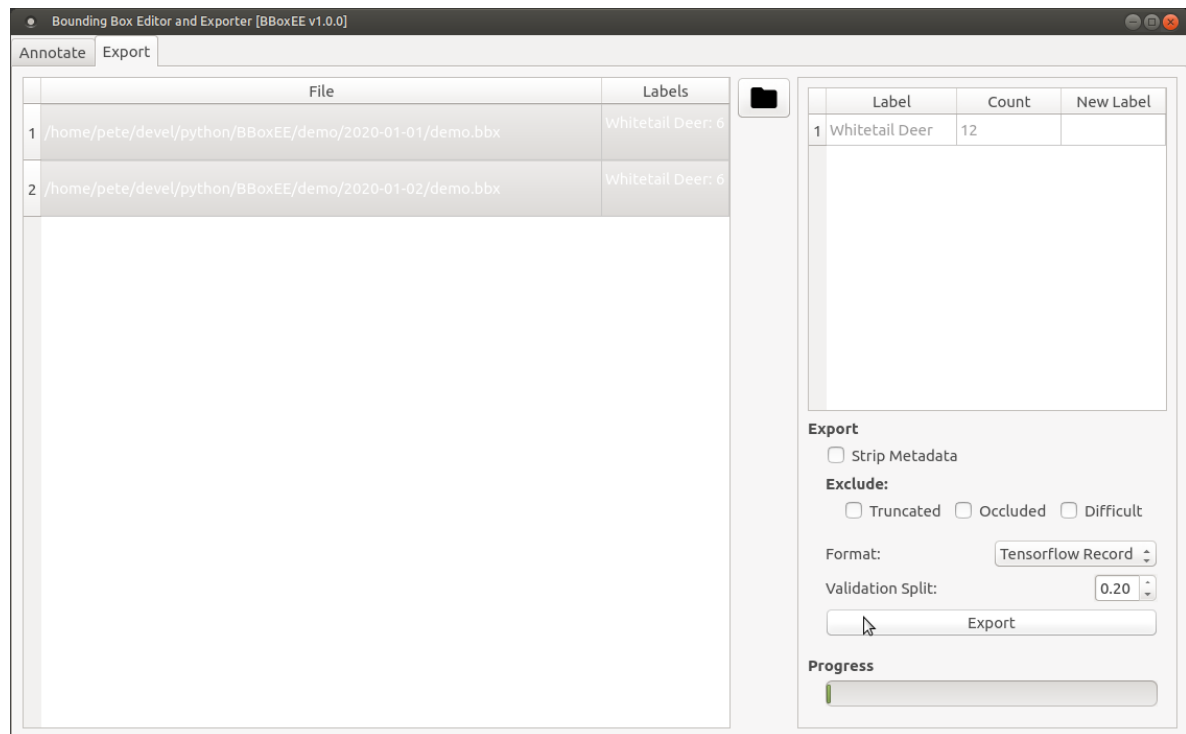 Bounding Box Editor and Exporter [BBoxEE v1.0.0]
Annotate Export
File Labels
1 /home/pete/devel/python/BBoxEE/demo/2020-01-01/demo.bbx Whitetail Deer: 6
2 /home/pete/devel/python/BBoxEE/demo/2020-01-02/demo.bbx Whitetail Deer: 6
Label Count New Label
1 Whitetail Deer 12
Export
Strip Metadata
Exclude:
Truncated Occluded Difficult
Format: Tensorflow Record
Validation Split: 0.20
Export
Progress